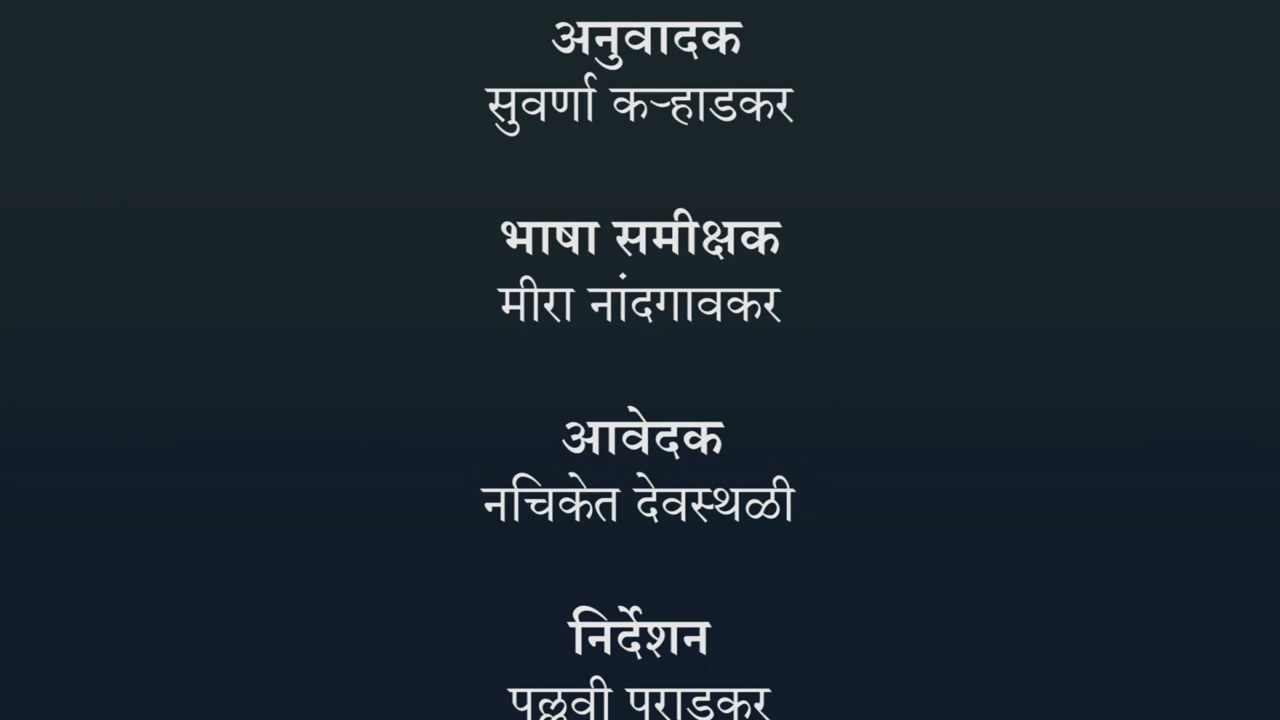 अनुवादक
सुवर्णा कऱ्हाडकर
भाषा समीक्षक
मीरा नांदगावकर
आवेदक
नचिकेत देवस्थळी
निर्देशन
पल्लवी पराडकर